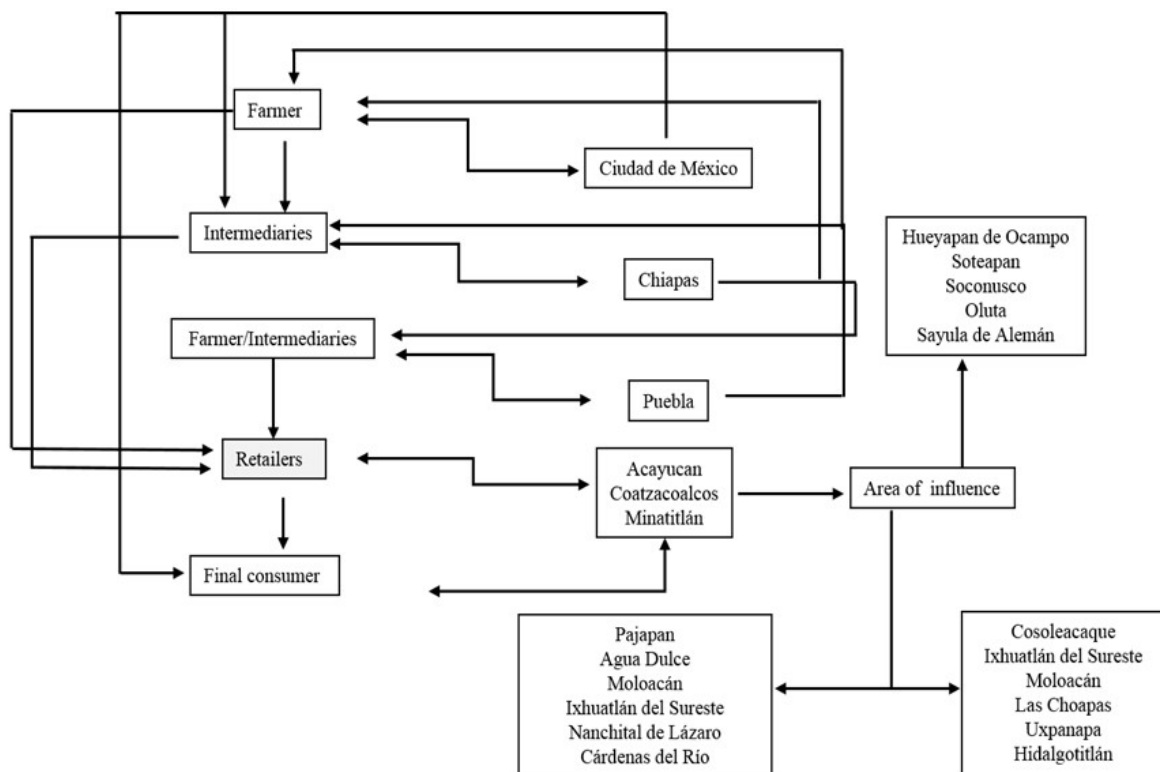 Farmer
Ciudad de México
Intermediaries
Hueyapan de Ocampo
Soteapan
Soconusco
Oluta
Sayula de Alemán
Chiapas
Farmer/Intermediaries
Puebla
Retailers
Acayucan
Coatzacoalcos
Minatitlán
Area of influence
Final consumer
Pajapan
Agua Dulce
Moloacán
Ixhuatlán del Sureste
Nanchital de Lázaro
Cárdenas del Río
Cosoleacaque
Ixhuatlán del Sureste
Moloacán
Las Choapas
Uxpanapa
Hidalgotitlán